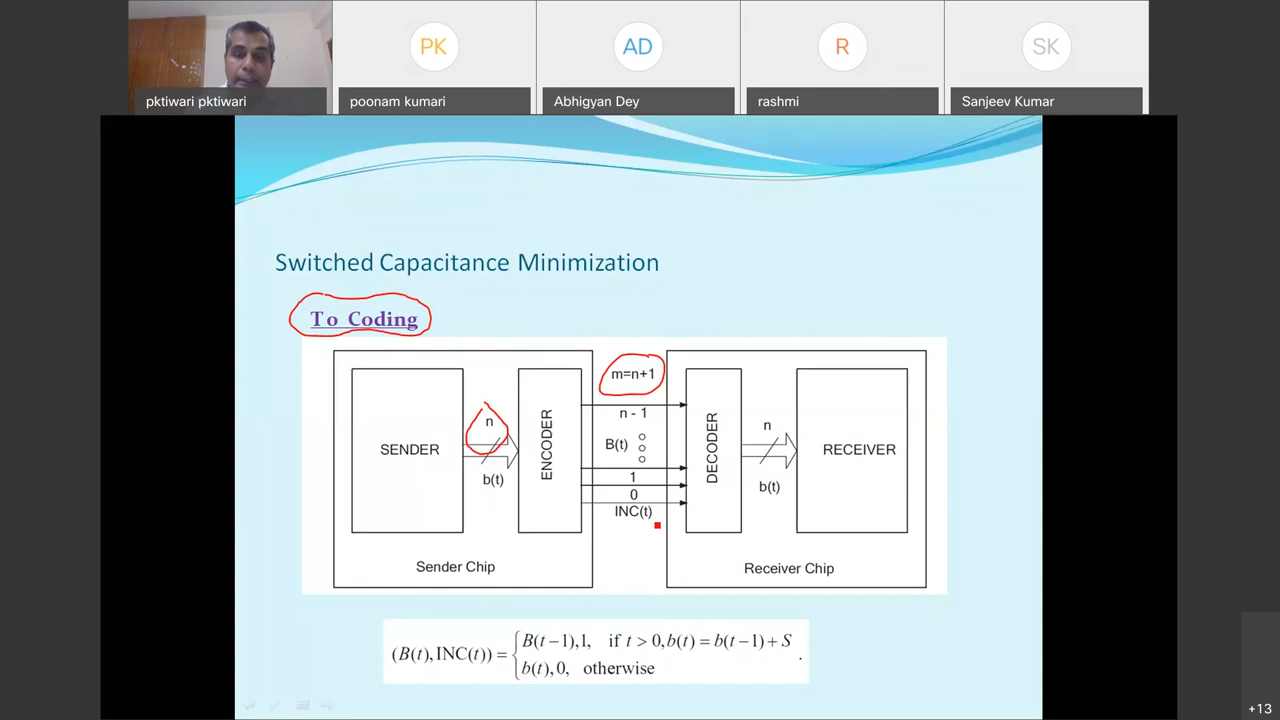 PK
AD
R
SK
pktiwari pktiwari
poonam kumari
Abhigyan Dey
rashmi
Sanjeev Kumar
Switched Capacitance Minimization
To Coding
m=n+1
n
n - 1
n
SENDER
ENCODER
B(t)
DECODER
RECEIVER
b(t)
1
b(t)
0
INC(t)
Sender Chip
Receiver Chip
(B(t), INC(t)) = { B(t−1),1, if t > 0, b(t) = b(t−1) + S
b(t), 0, otherwise .
+13